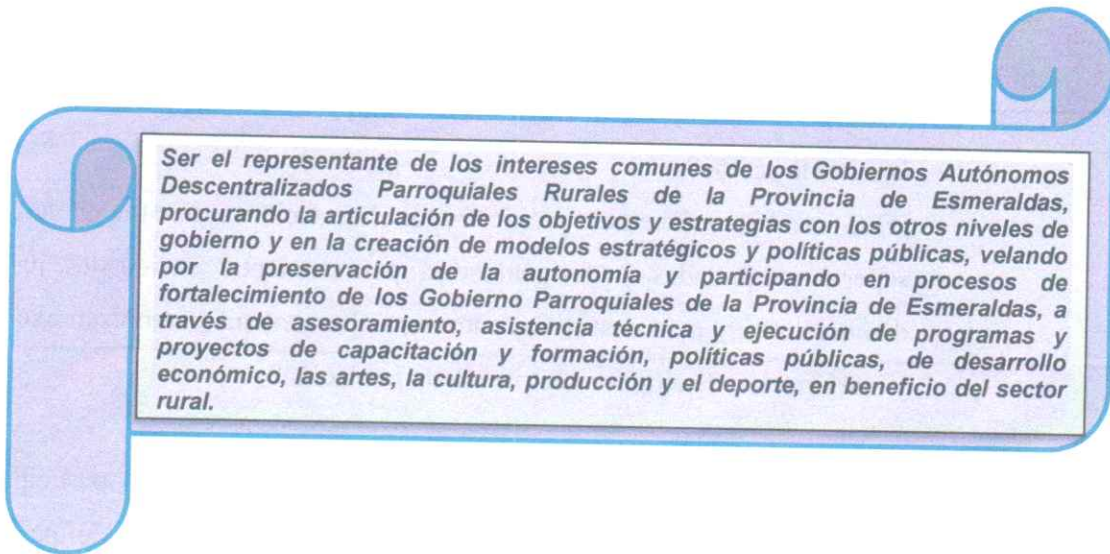 Ser el representante de los intereses comunes de los Gobiernos Autónomos
Descentralizados Parroquiales Rurales de la Provincia de Esmeraldas,
procurando la articulación de los objetivos y estrategias con los otros niveles de
gobierno y en la creación de modelos estratégicos y políticas públicas, velando
por la preservación de la autonomía y participando en procesos de
fortalecimiento de los Gobierno Parroquiales de la Provincia de Esmeraldas, a
través de asesoramiento, asistencia técnica y ejecución de programas y
proyectos de capacitación y formación, políticas públicas, de desarrollo
económico, las artes, la cultura, producción y el deporte, en beneficio del sector
rural.